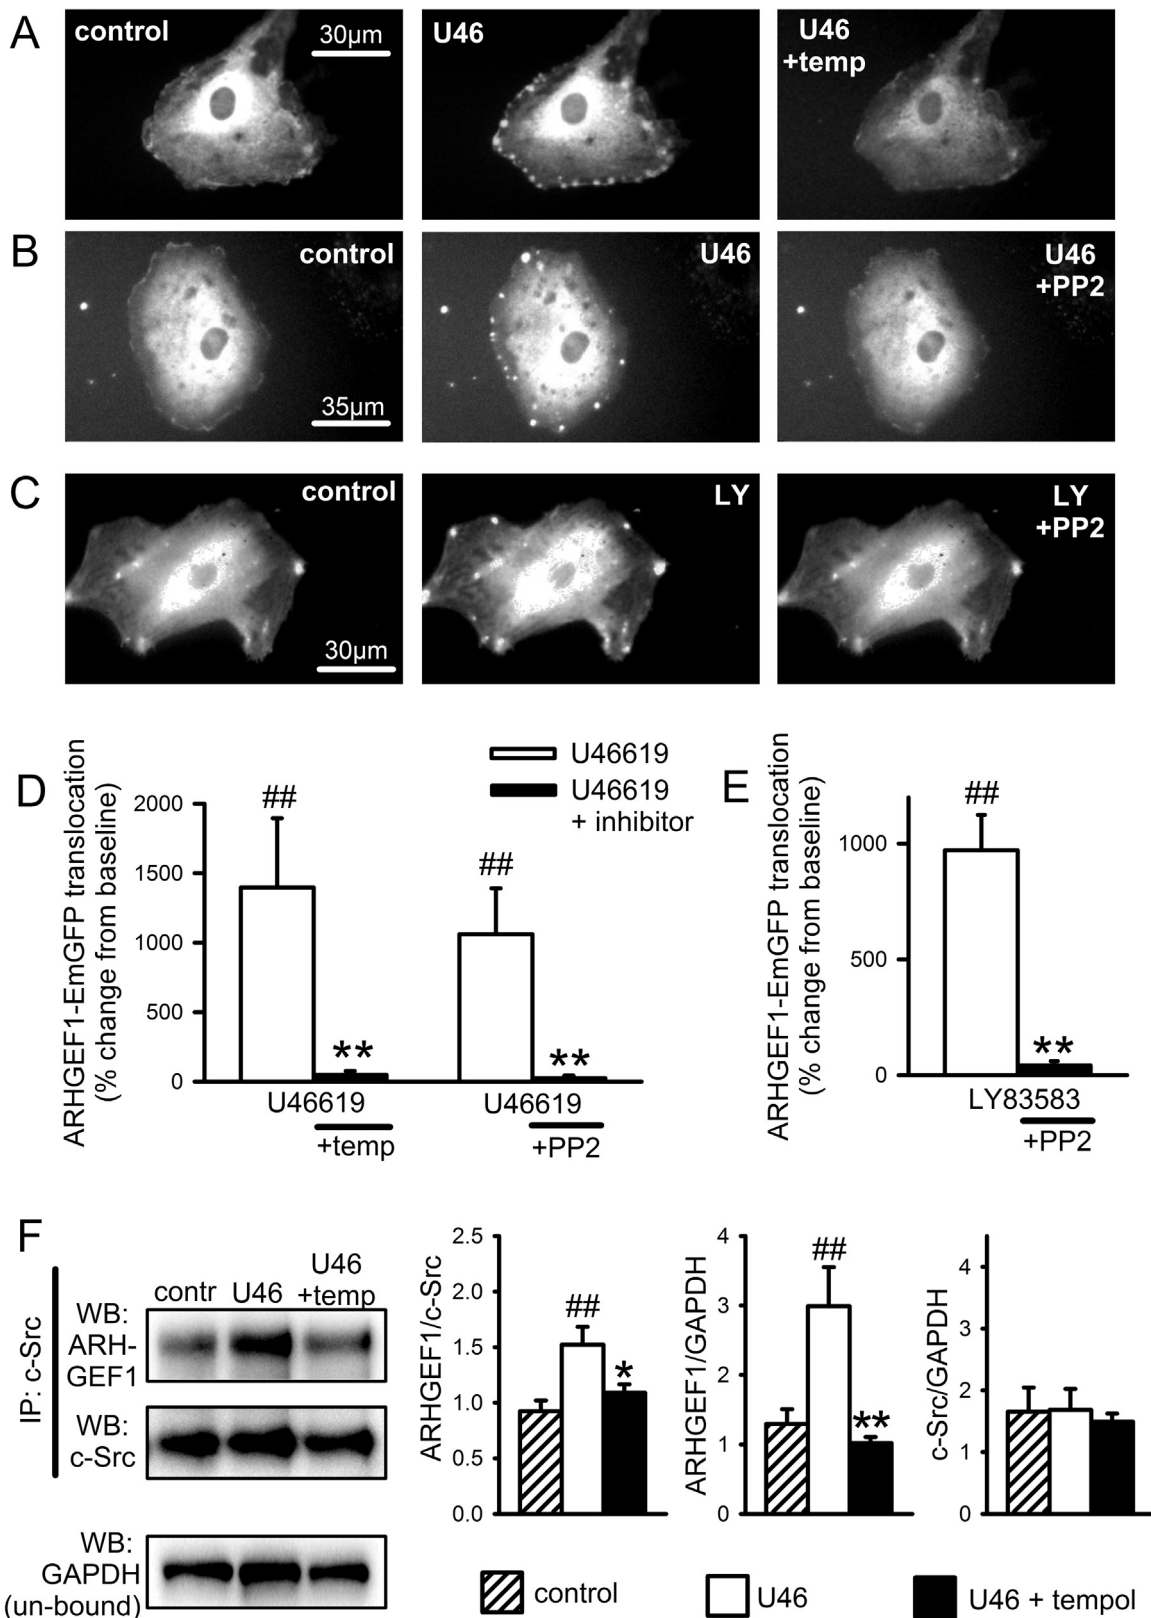 A
control
30µm
U46
U46
+temp
B
control
35µm
U46
U46
+PP2
C
control
30µm
LY
LY
+PP2
D
ARHGEF1-EmGFP translocation
(% change from baseline)
2000
1500
1000
500
0
##
**
##
**
U46619
U46619
+ inhibitor
U46619
+temp
U46619
+PP2
E
ARHGEF1-EmGFP translocation
(% change from baseline)
1000
500
0
##
**
LY83583
+PP2
F
IP: c-Src
contr
U46
U46
+temp
WB:
ARH-
GEF1
WB:
c-Src
WB:
GAPDH
(un-bound)
ARHGEF1/c-Src
2.5
2.0
1.5
1.0
0.5
0.0
##
*
ARHGEF1/GAPDH
4
3
2
1
0
##
**
c-Src/GAPDH
4
3
2
1
0
control
U46
U46 + tempol